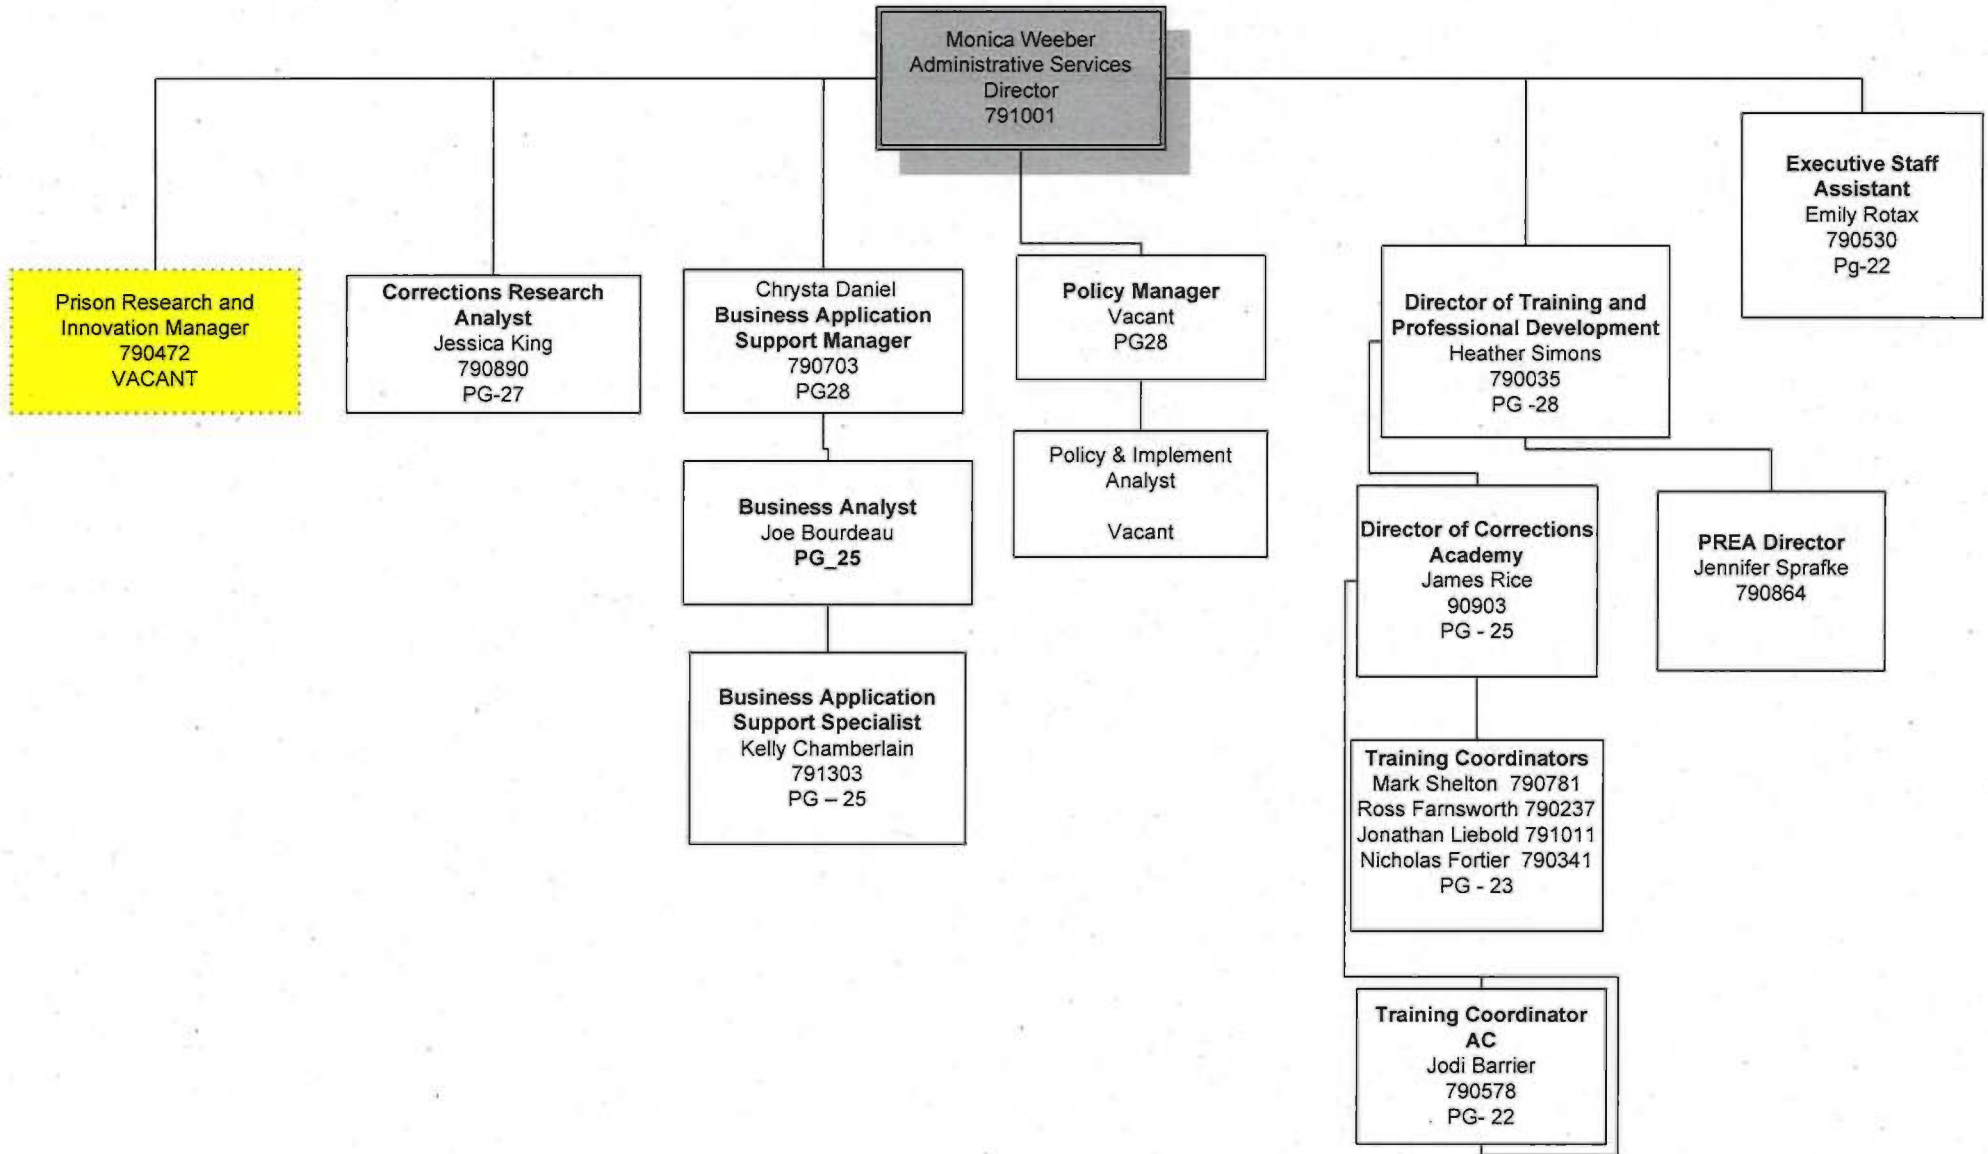 Monica Weeber
Administrative Services
Director
791001
Executive Staff
Assistant
Emily Rotax
790530
Pg-22
Prison Research and
Innovation Manager
790472
VACANT
Corrections Research
Analyst
Jessica King
790890
PG-27
Chrysta Daniel
Business Application
Support Manager
790703
PG28
Policy Manager
Vacant
PG28
Director of Training and
Professional Development
Heather Simons
790035
PG -28
Business Analyst
Joe Bourdeau
PG_25
Policy & Implement
Analyst
Vacant
Director of Corrections
Academy
James Rice
90903
PG - 25
PREA Director
Jennifer Sprafke
790864
Business Application
Support Specialist
Kelly Chamberlain
791303
PG – 25
Training Coordinators
Mark Shelton 790781
Ross Farnsworth 790237
Jonathan Liebold 791011
Nicholas Fortier 790341
PG - 23
Training Coordinator
AC
Jodi Barrier
790578
PG- 22